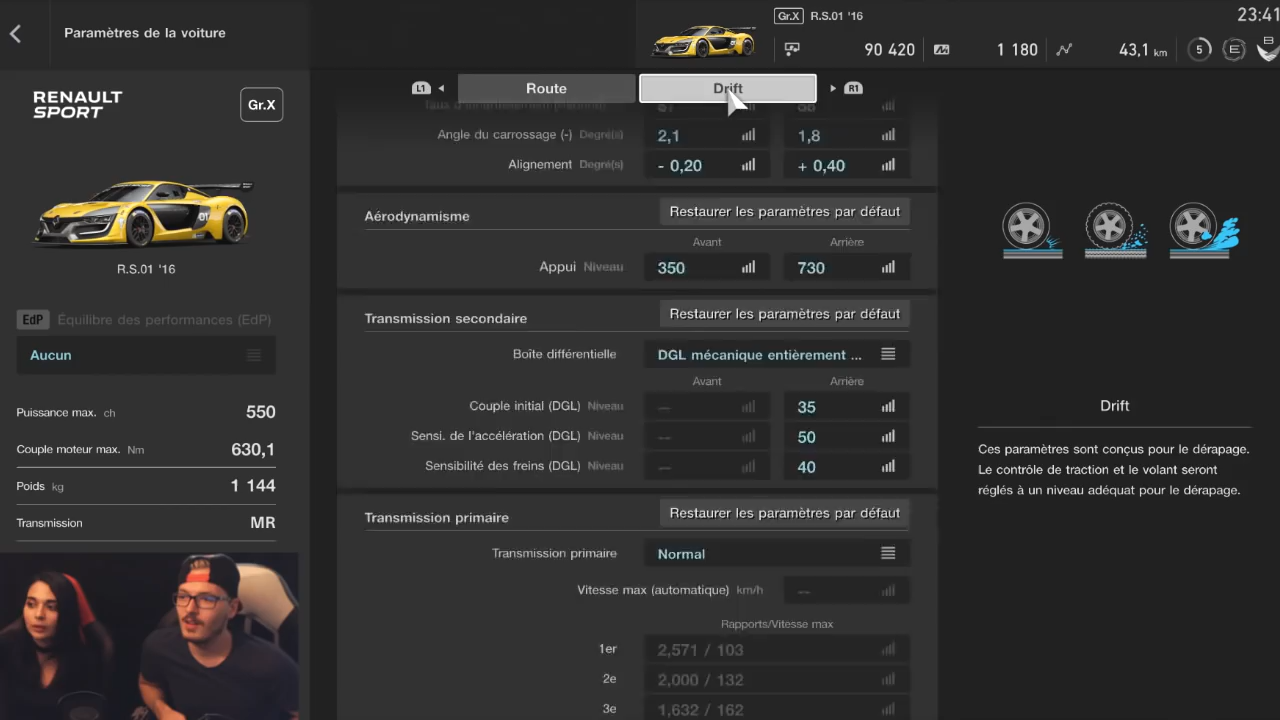 Paramètres de la voiture
Gr.X R.S.01 '16
23:41
90 420 1 180 43,1 km 5 E B
RENAULT SPORT
Gr.X
01
R.S.01 '16
EdP Équilibre des performances (EdP)
Aucun
Puissance max. ch 550
Couple moteur max. Nm 630,1
Poids kg 1 144
Transmission MR
L1 Route Drift R1
Angle du carrossage (-) Degré(s) 2,1 1,8
Alignement Degré(s) - 0,20 + 0,40
Aérodynamisme Restaurer les paramètres par défaut
Avant Arrière
Appui Niveau 350 730
Transmission secondaire Restaurer les paramètres par défaut
Boîte différentielle DGL mécanique entièrement ...
Avant Arrière
Couple initial (DGL) Niveau -- 35
Sensi. de l'accélération (DGL) Niveau -- 50
Sensibilité des freins (DGL) Niveau -- 40
Transmission primaire Restaurer les paramètres par défaut
Transmission primaire Normal
Vitesse max (automatique) km/h --
Rapports/Vitesse max
1er 2,571 / 103
2e 2,000 / 132
3e 1,632 / 162
Drift
Ces paramètres sont conçus pour le dérapage.
Le contrôle de traction et le volant seront
réglés à un niveau adéquat pour le dérapage.